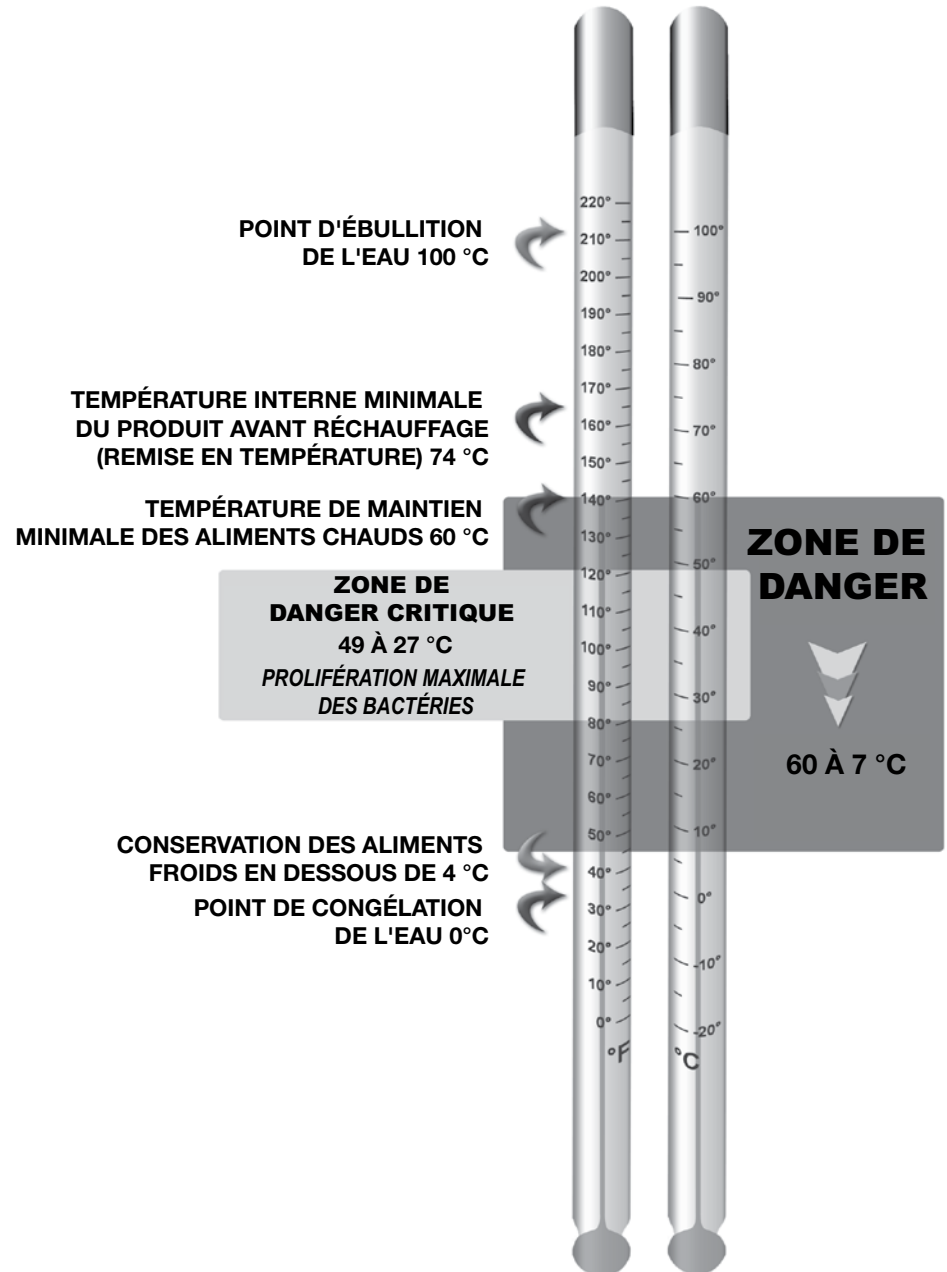 POINT D'ÉBULLITION
DE L'EAU 100 °C
TEMPÉRATURE INTERNE MINIMALE
DU PRODUIT AVANT RÉCHAUFFAGE
(REMISE EN TEMPÉRATURE) 74 °C
TEMPÉRATURE DE MAINTIEN
MINIMALE DES ALIMENTS CHAUDS 60 °C
ZONE DE
DANGER CRITIQUE
49 À 27 °C
PROLIFÉRATION MAXIMALE
DES BACTÉRIES
CONSERVATION DES ALIMENTS
FROIDS EN DESSOUS DE 4 °C
POINT DE CONGÉLATION
DE L'EAU 0°C
220°
210°
200°
190°
180°
170°
160°
150°
140°
130°
120°
110°
100°
90°
80°
70°
60°
50°
40°
30°
20°
10°
0°
°F
100°
90°
80°
70°
60°
50°
40°
30°
20°
10°
0°
-10°
-20°
°C
ZONE DE
DANGER
60 À 7 °C